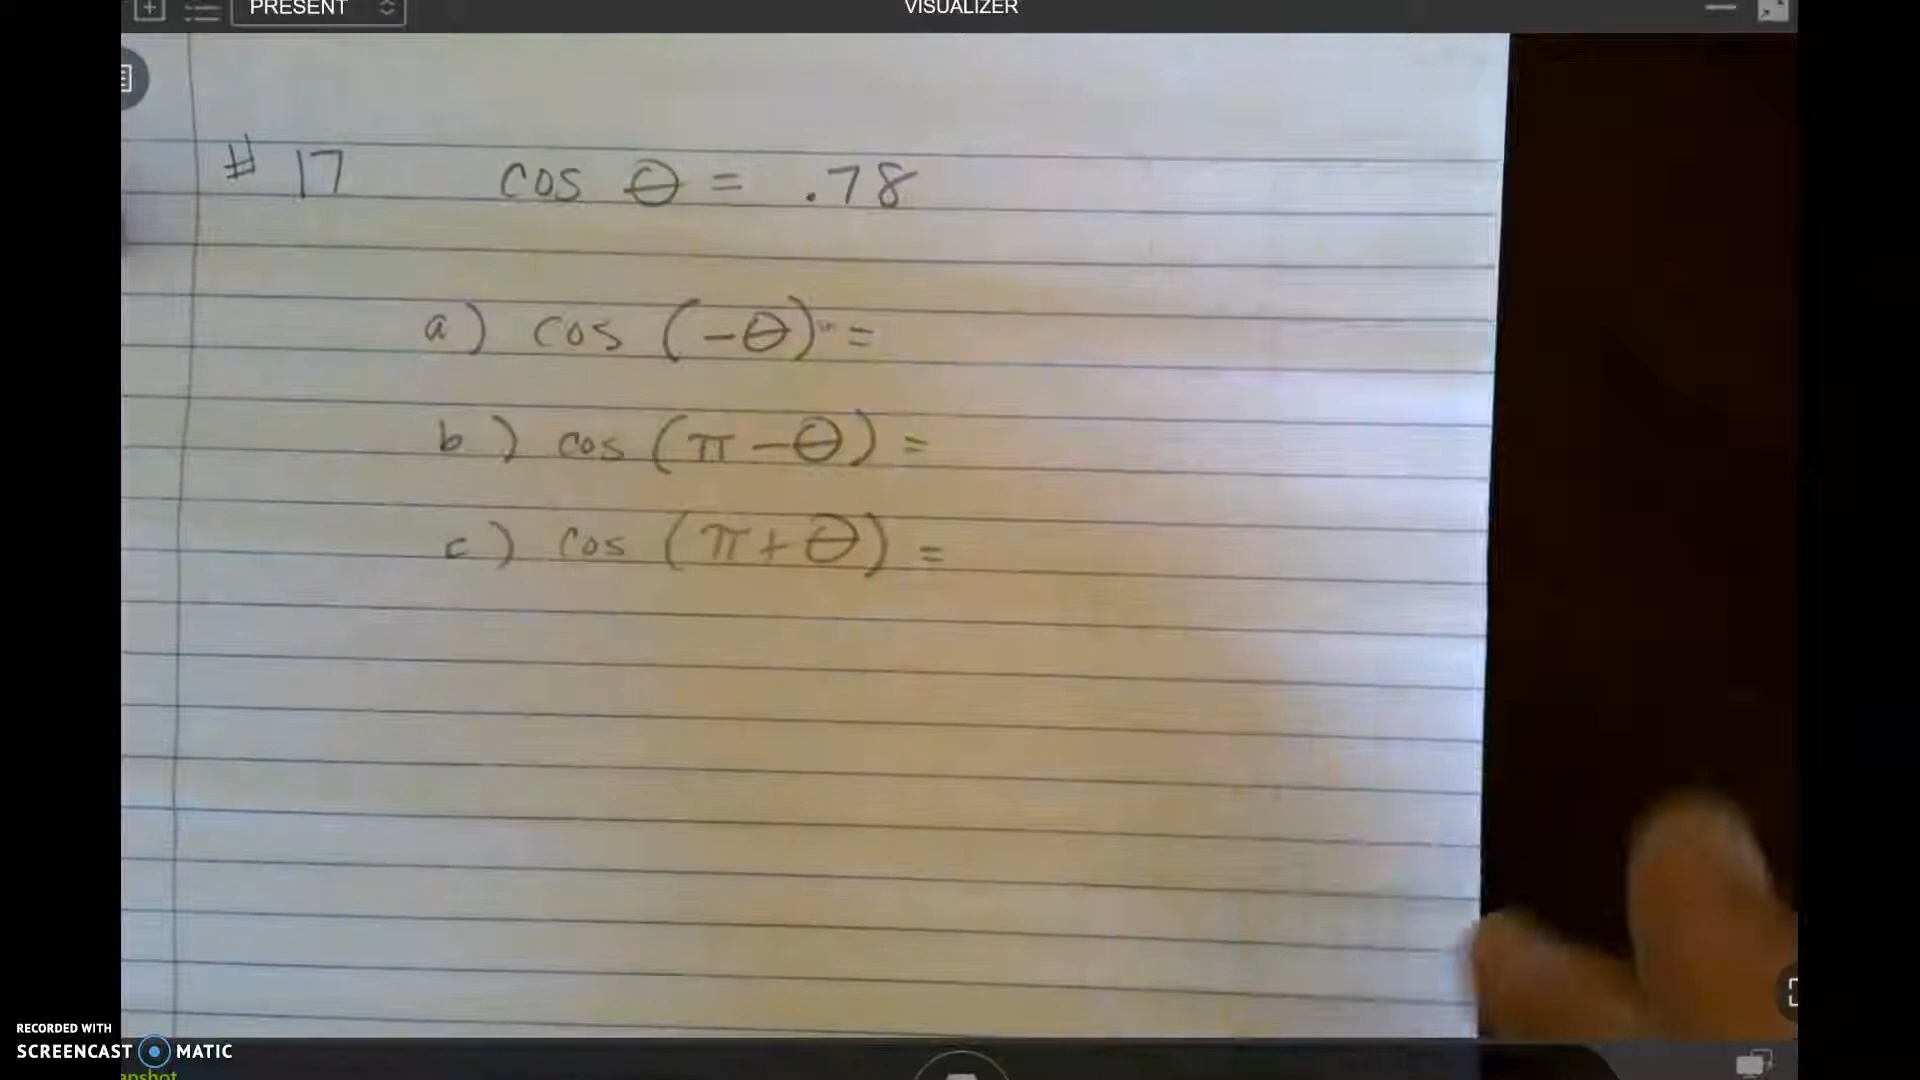 PRESENT
VISUALIZER
# 17 cos θ = .78
a) cos (-θ) =
b) cos (π - θ) =
c) cos (π + θ) =
RECORDED WITH
SCREENCAST MATIC